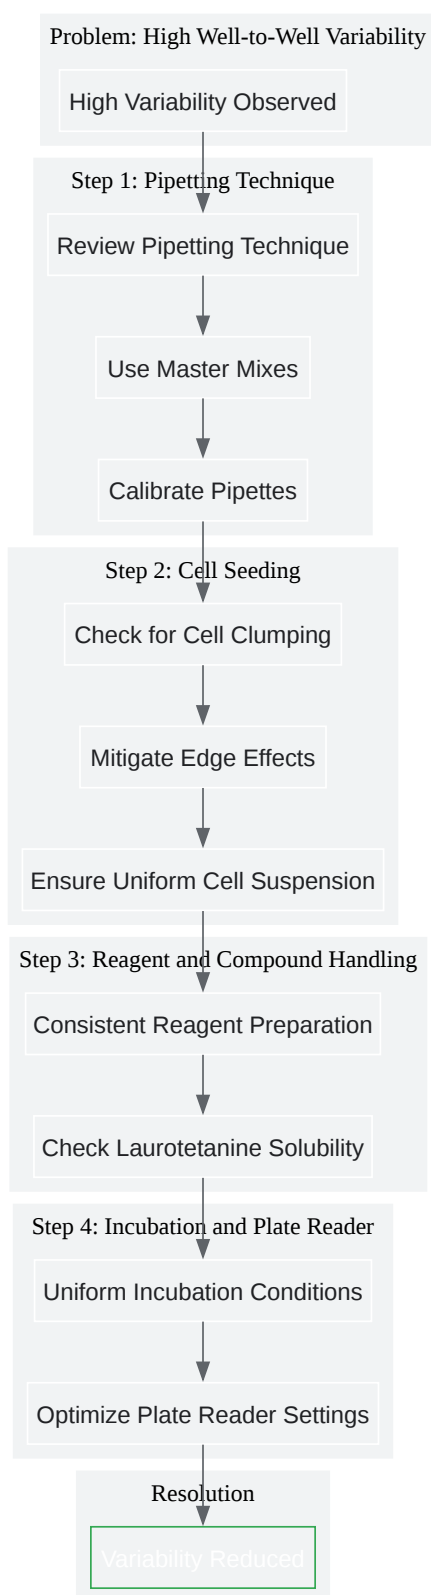 Problem: High Well-to-Well Variability
High Variability Observed
Step 1: Pipetting Technique
Review Pipetting Technique
Use Master Mixes
Calibrate Pipettes
Step 2: Cell Seeding
Check for Cell Clumping
Mitigate Edge Effects
Ensure Uniform Cell Suspension
Step 3: Reagent and Compound Handling
Consistent Reagent Preparation
Check Laurotetanine Solubility
Step 4: Incubation and Plate Reader
Uniform Incubation Conditions
Optimize Plate Reader Settings
Resolution
Variability Reduced